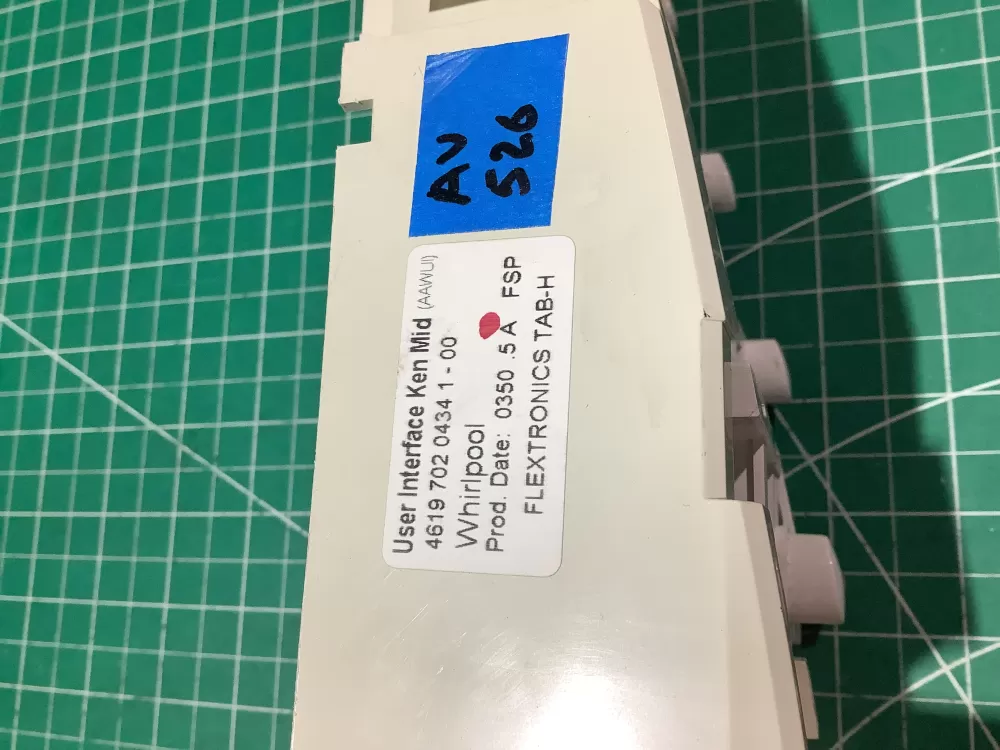 AV
526
User Interface Ken Mid (AAWUI)
4619 702 0434 1 - 00
Whirlpool
Prod. Date: 0350 .5 A FSP
FLEXTRONICS TAB-H